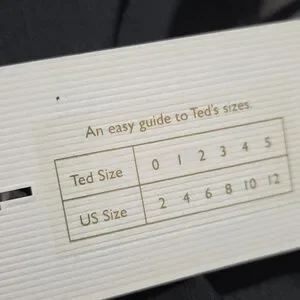 An easy guide to Ted's sizes.
Ted Size 0 1 2 3 4 5
US Size 2 4 6 8 10 12